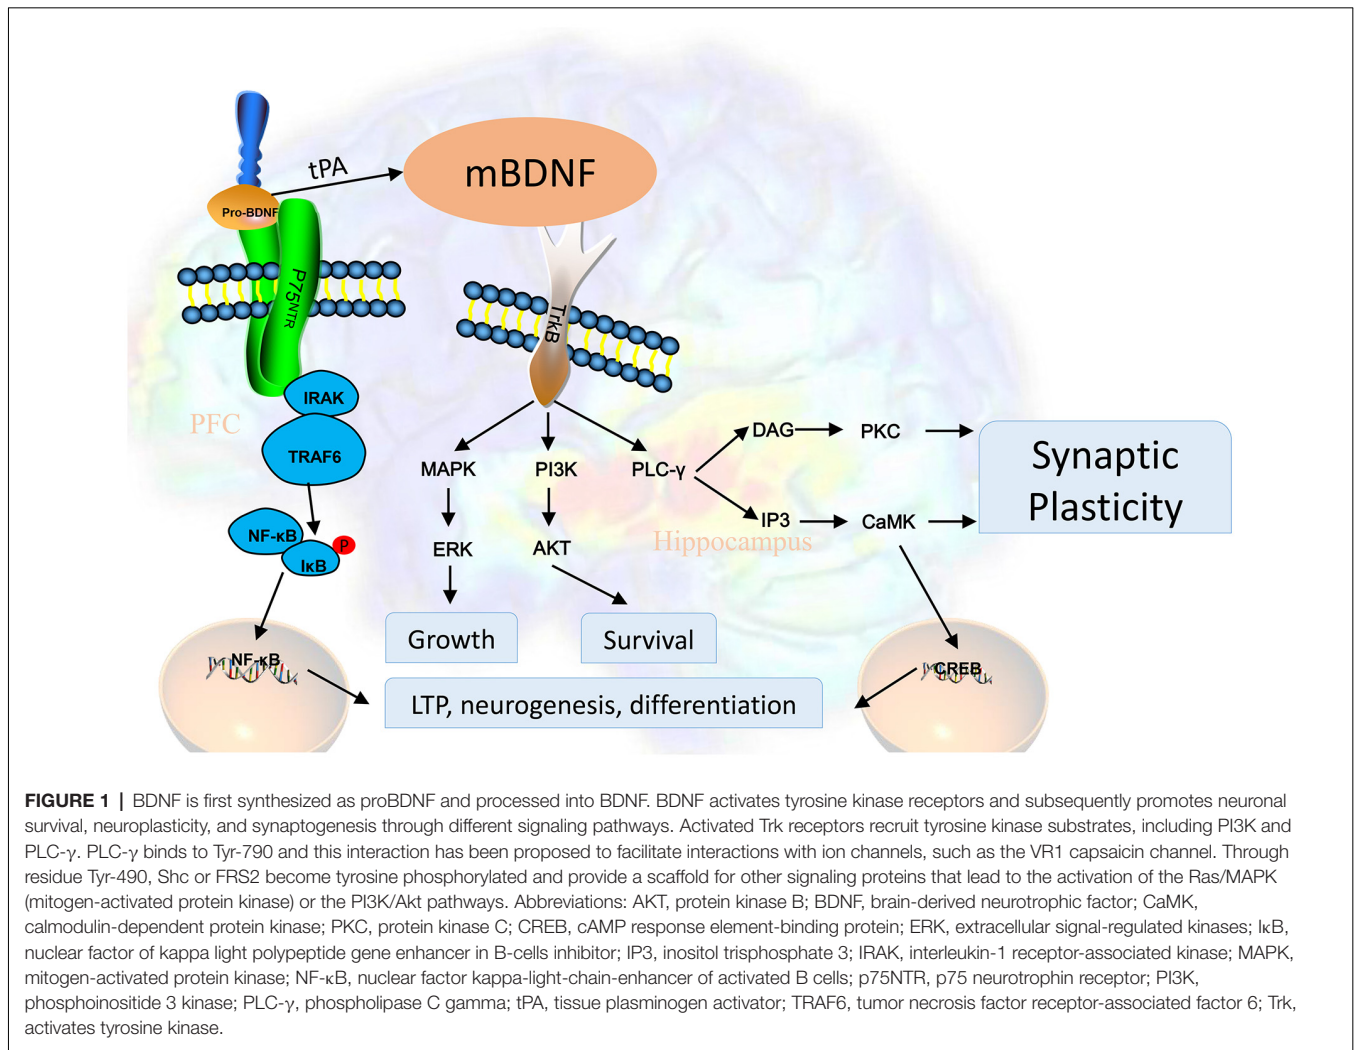 tPA
mBDNF
Pro-BDNF
P75NTR
TrkB
IRAK
PFC
TRAF6
DAG
PKC
Synaptic
Plasticity
MAPK
PI3K
PLC-γ
IP3
CaMK
Hippocampus
NF-κB
P
IκB
ERK
AKT
Growth
Survival
NF-κB
CREB
LTP, neurogenesis, differentiation
FIGURE 1 | BDNF is first synthesized as proBDNF and processed into BDNF. BDNF activates tyrosine kinase receptors and subsequently promotes neuronal
survival, neuroplasticity, and synaptogenesis through different signaling pathways. Activated Trk receptors recruit tyrosine kinase substrates, including PI3K and
PLC-γ. PLC-γ binds to Tyr-790 and this interaction has been proposed to facilitate interactions with ion channels, such as the VR1 capsaicin channel. Through
residue Tyr-490, Shc or FRS2 become tyrosine phosphorylated and provide a scaffold for other signaling proteins that lead to the activation of the Ras/MAPK
(mitogen-activated protein kinase) or the PI3K/Akt pathways. Abbreviations: AKT, protein kinase B; BDNF, brain-derived neurotrophic factor; CaMK,
calmodulin-dependent protein kinase; PKC, protein kinase C; CREB, cAMP response element-binding protein; ERK, extracellular signal-regulated kinases; IκB,
nuclear factor of kappa light polypeptide gene enhancer in B-cells inhibitor; IP3, inositol trisphosphate 3; IRAK, interleukin-1 receptor-associated kinase; MAPK,
mitogen-activated protein kinase; NF-κB, nuclear factor kappa-light-chain-enhancer of activated B cells; p75NTR, p75 neurotrophin receptor; PI3K,
phosphoinositide 3 kinase; PLC-γ, phospholipase C gamma; tPA, tissue plasminogen activator; TRAF6, tumor necrosis factor receptor-associated factor 6; Trk,
activates tyrosine kinase.